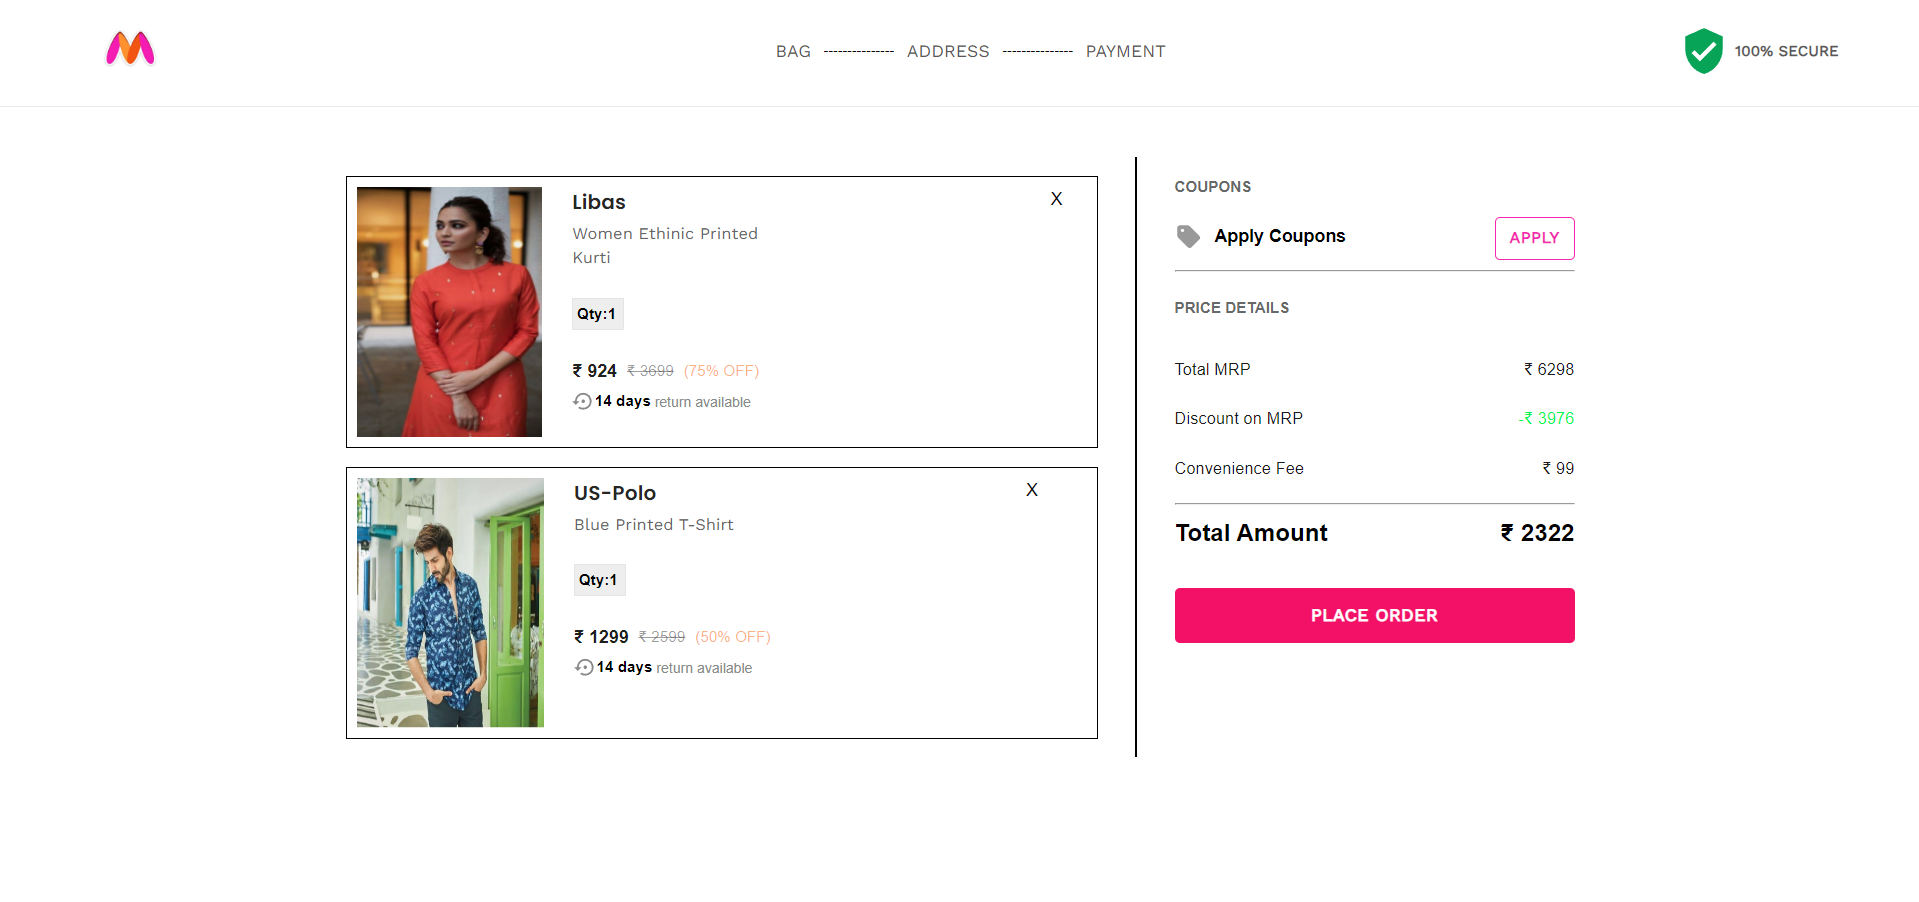 BAG --------------- ADDRESS --------------- PAYMENT
100% SECURE
Libas
X
Women Ethinic Printed
Kurti
Qty:1
₹ 924 ₹ 3699 (75% OFF)
14 days return available
US-Polo
X
Blue Printed T-Shirt
Qty:1
₹ 1299 ₹ 2599 (50% OFF)
14 days return available
COUPONS
Apply Coupons
APPLY
PRICE DETAILS
Total MRP ₹ 6298
Discount on MRP -₹ 3976
Convenience Fee ₹ 99
Total Amount ₹ 2322
PLACE ORDER